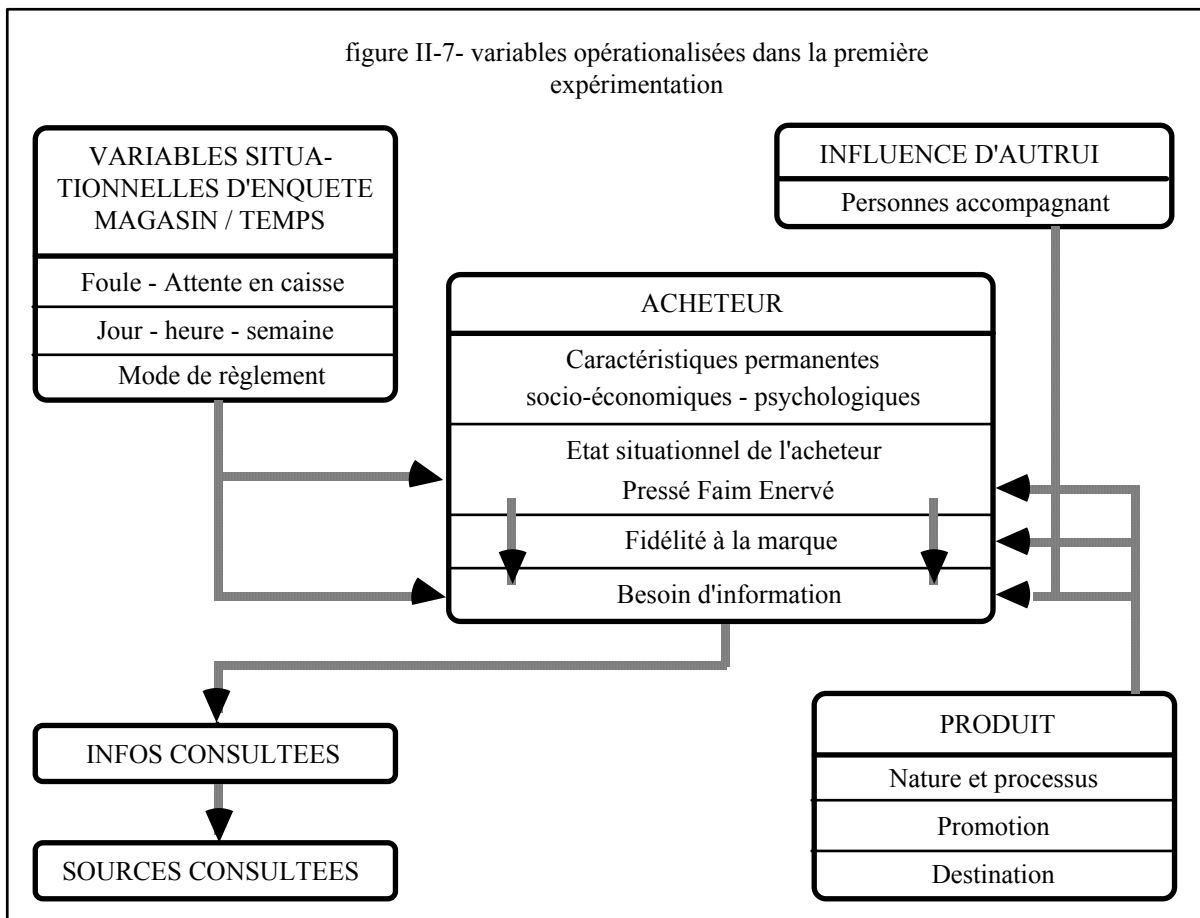 figure II-7- variables opérationalisées dans la première
expérimentation
VARIABLES SITUA-
TIONNELLES D'ENQUETE
MAGASIN / TEMPS
Foule - Attente en caisse
Jour - heure - semaine
Mode de règlement
INFLUENCE D'AUTRUI
Personnes accompagnant
ACHETEUR
Caractéristiques permanentes
socio-économiques - psychologiques
Etat situationnel de l'acheteur
Pressé Faim Enervé
Fidélité à la marque
Besoin d'information
INFOS CONSULTEES
SOURCES CONSULTEES
PRODUIT
Nature et processus
Promotion
Destination